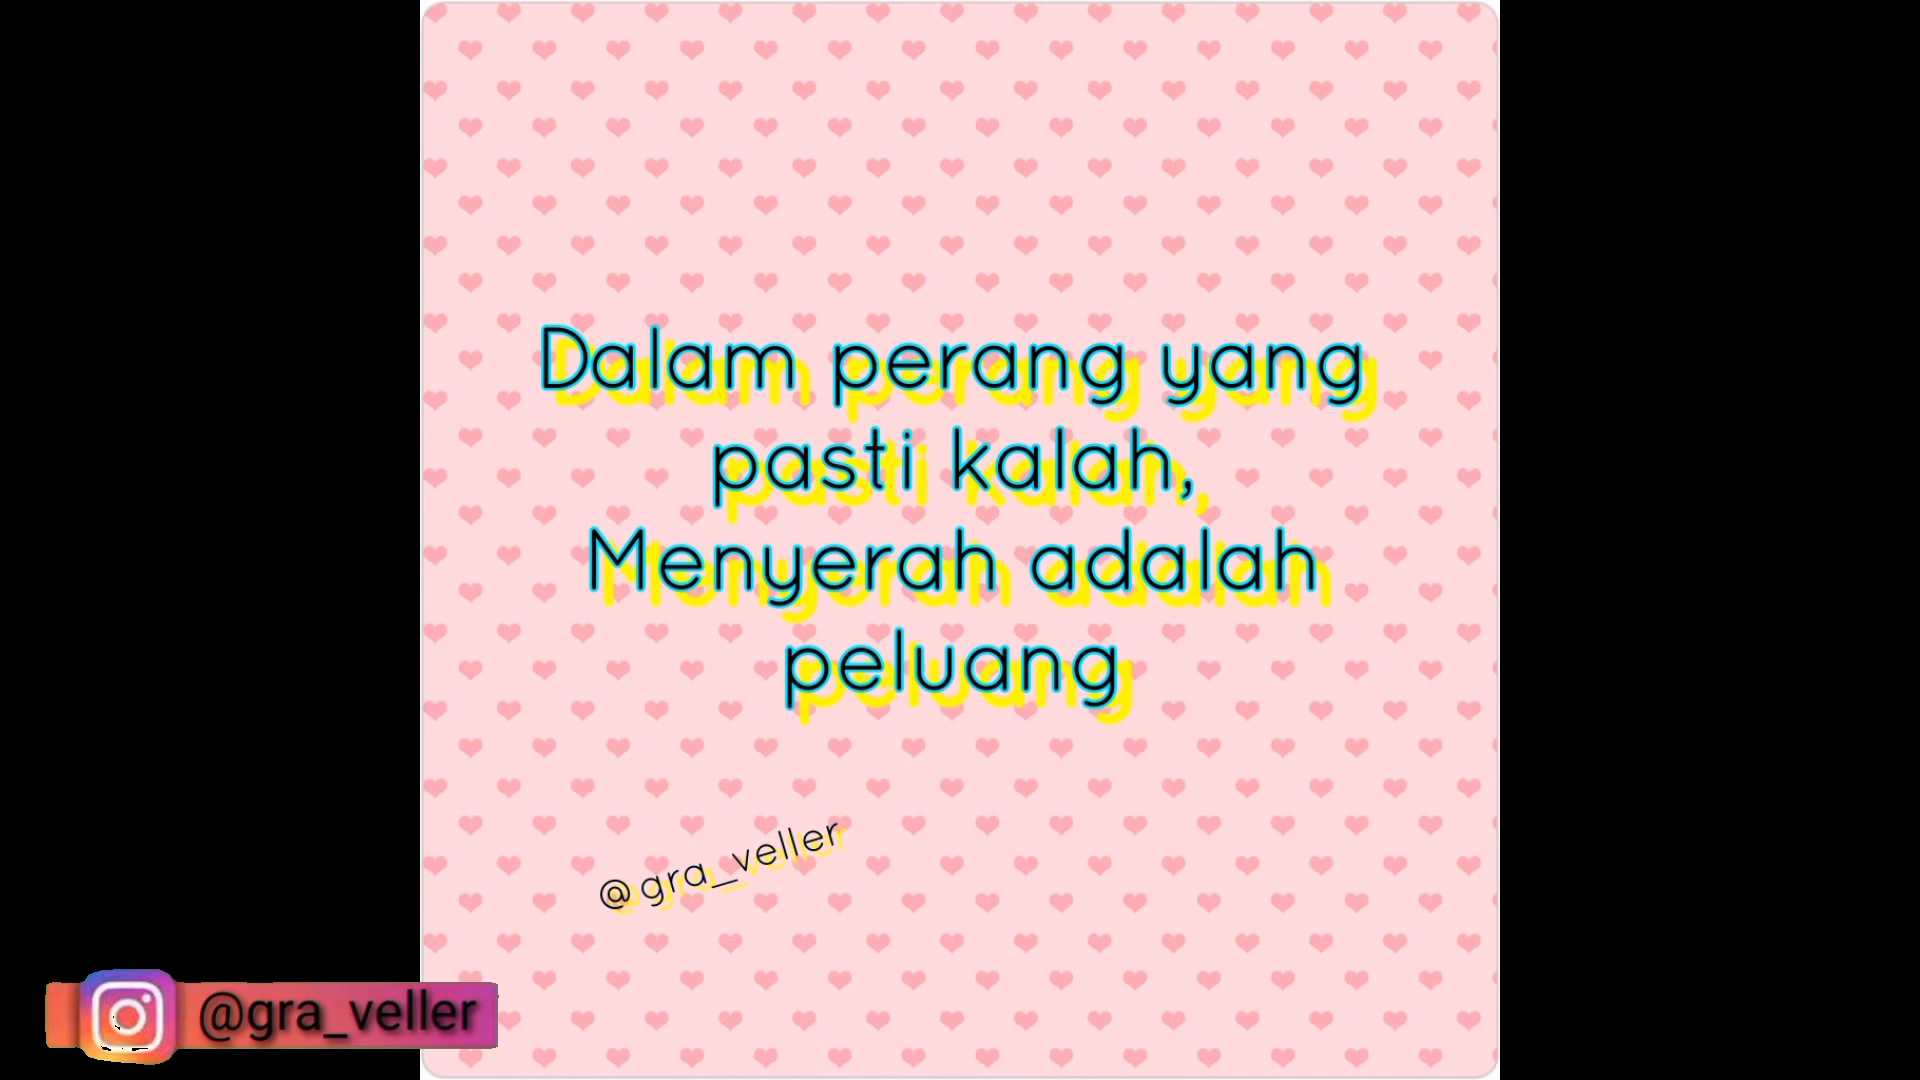 Dalam perang yang
pasti kalah,
Menyerah adalah
peluang
@gra_veller
@gra_veller